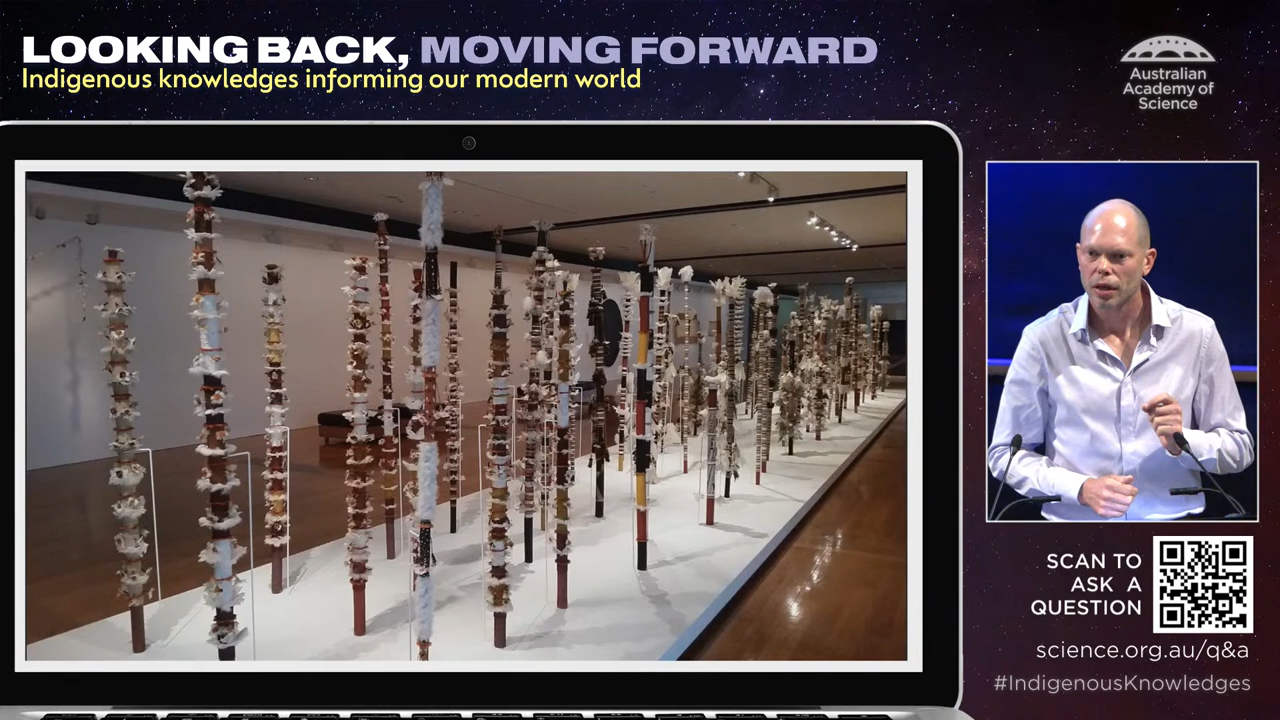 LOOKING BACK, MOVING FORWARD
Indigenous knowledges informing our modern world
Australian
Academy of
Science
SCAN TO
ASK A
QUESTION
science.org.au/q&a
#IndigenousKnowledges